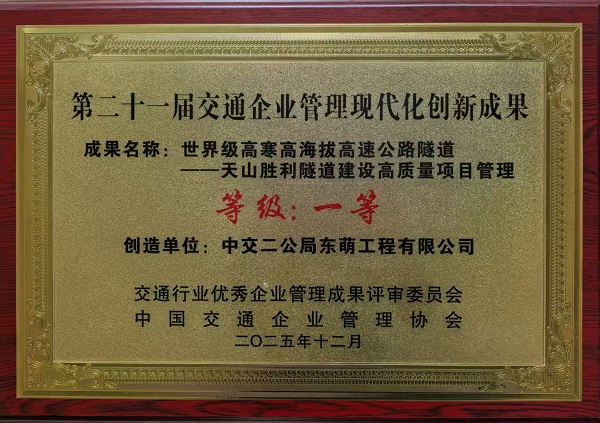 第二十一届交通企业管理现代化创新成果
成果名称：世界级高寒高海拔高速公路隧道
——天山胜利隧道建设高质量项目管理
等级：一等
创造单位：中交二公局东萌工程有限公司
交通行业优秀企业管理成果评审委员会
中国交通企业管理协会
二〇二五年十二月